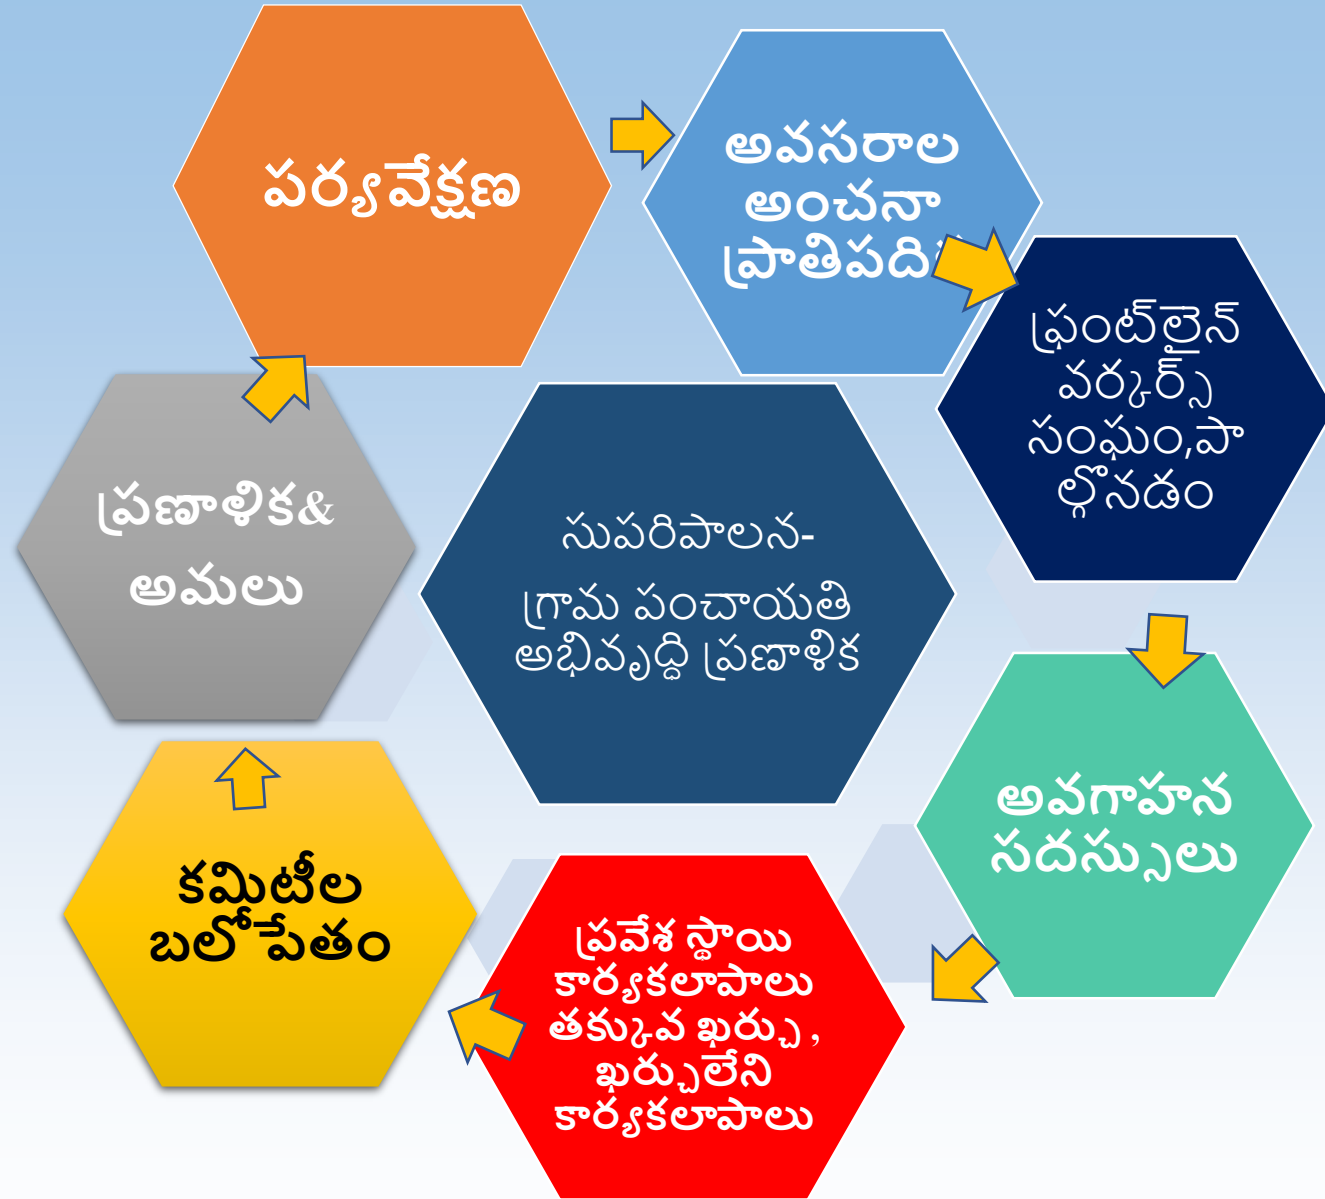 పర్యవేక్షణ
అవసరాల
అంచనా
ఫ్రంట్‌లైన్
వర్కర్స్
సంఘం,పా
ల్గొనడం
అవగాహన
సదస్సులు
ప్రవేశ స్థాయి
కార్యకలాపాలు
తక్కువ ఖర్చు ,
ఖర్చులేని
కార్యకలాపాలు
కమిటీల
బలోపేతం
ప్రణాళిక&
అమలు
సుపరిపాలన-
గ్రామ పంచాయతి
అభివృద్ధి ప్రణాళిక